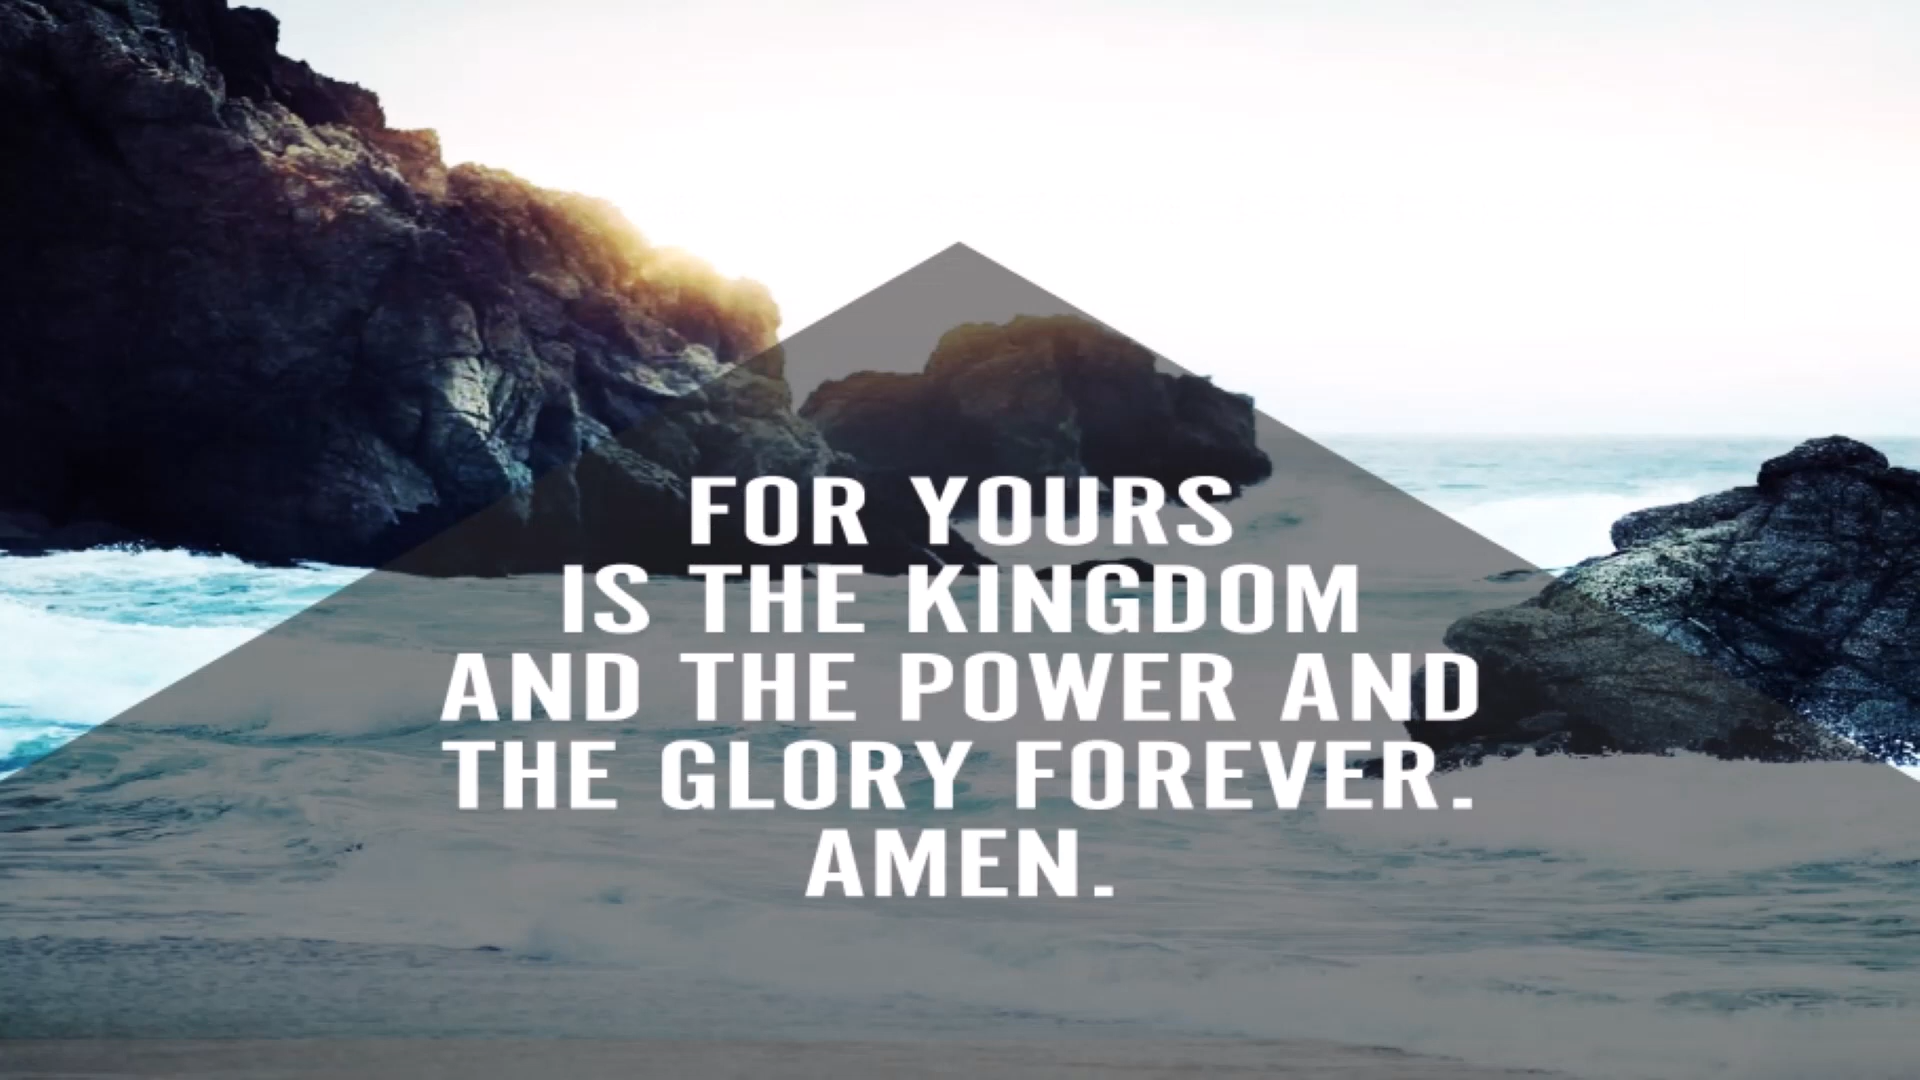 FOR YOURS
IS THE KINGDOM
AND THE POWER AND
THE GLORY FOREVER.
AMEN.